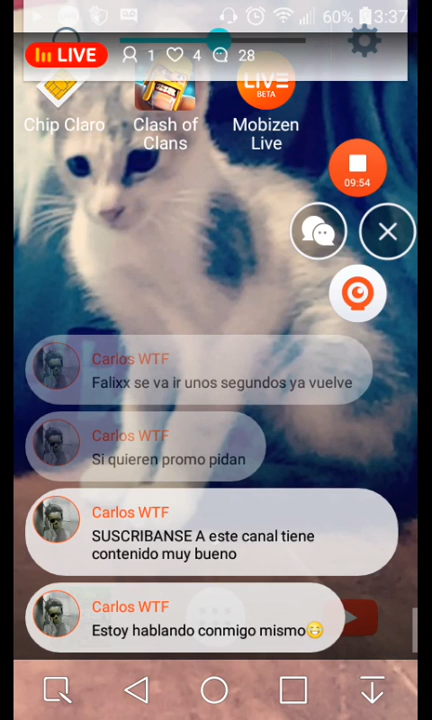 60% 3:37
LIVE 1 4 28
LIVE
BETA
Chip Claro
Clash of
Clans
Mobizen
Live
09:54
Carlos WTF
Falixx se va ir unos segundos ya vuelve
Carlos WTF
Si quieren promo pidan
Carlos WTF
SUSCRIBANSE A este canal tiene
contenido muy bueno
Carlos WTF
Estoy hablando conmigo mismo😁